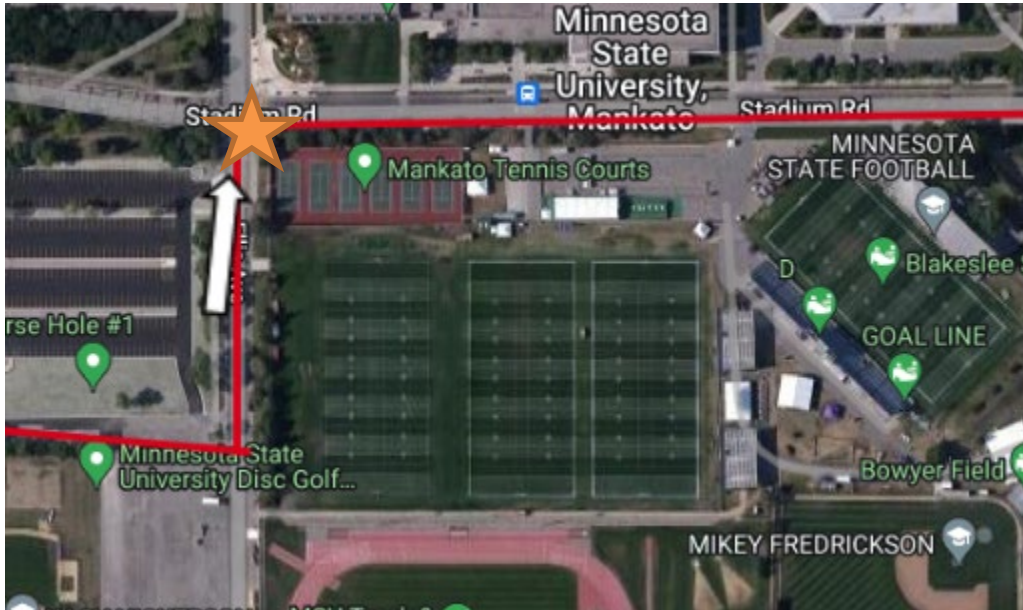 Minnesota
State
University,
Mankato
Stadium Rd
Stadium Rd
MINNESOTA
STATE FOOTBALL
Mankato Tennis Courts
D
Blakeslee
rse Hole #1
GOAL LINE
Minnesota State
University Disc Golf...
Bowyer Field
MIKEY FREDRICKSON